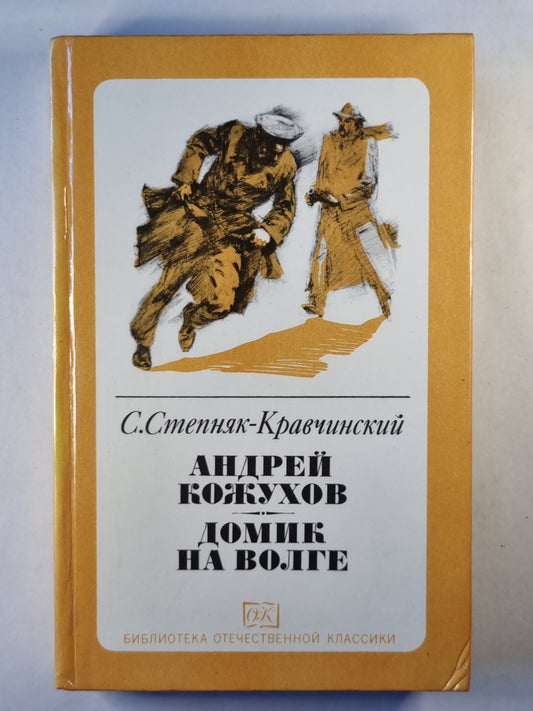 С. Степняк-Кравчинский
АНДРЕЙ
КОЖУХОВ
ДОМИК
НА ВОЛГЕ
ОК
БИБЛИОТЕКА ОТЕЧЕСТВЕННОЙ КЛАССИКИ